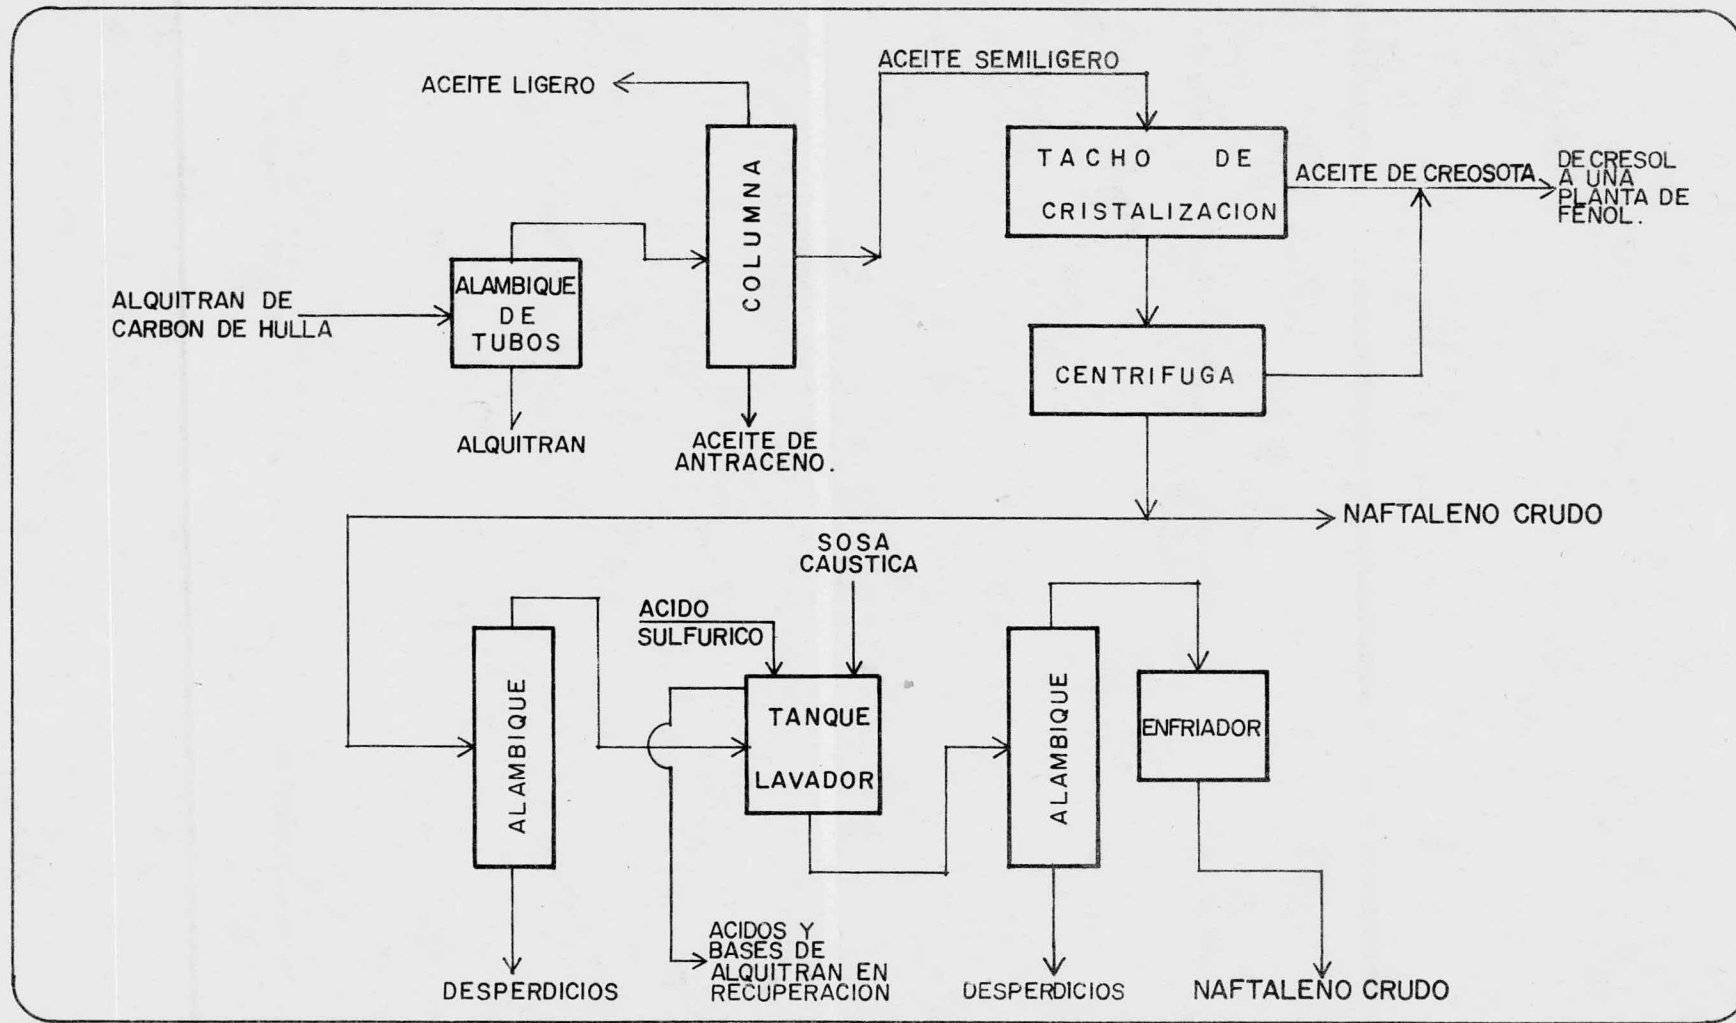 ACEITE SEMILIGERO
ACEITE LIGERO
TACHO DE
CRISTALIZACION
ACEITE DE CREOSOTA
DE CRESOL
A UNA
PLANTA DE
FENOL.
COLUMNA
ALAMBIQUE
DE
TUBOS
ALQUITRAN DE
CARBON DE HULLA
CENTRIFUGA
ALQUITRAN
ACEITE DE
ANTRACENO.
NAFTALENO CRUDO
SOSA
CAUSTICA
ACIDO
SULFURICO
ALAMBIQUE
TANQUE
LAVADOR
ALAMBIQUE
ENFRIADOR
DESPERDICIOS
ACIDOS Y
BASES DE
ALQUITRAN EN
RECUPERACION
DESPERDICIOS
NAFTALENO CRUDO